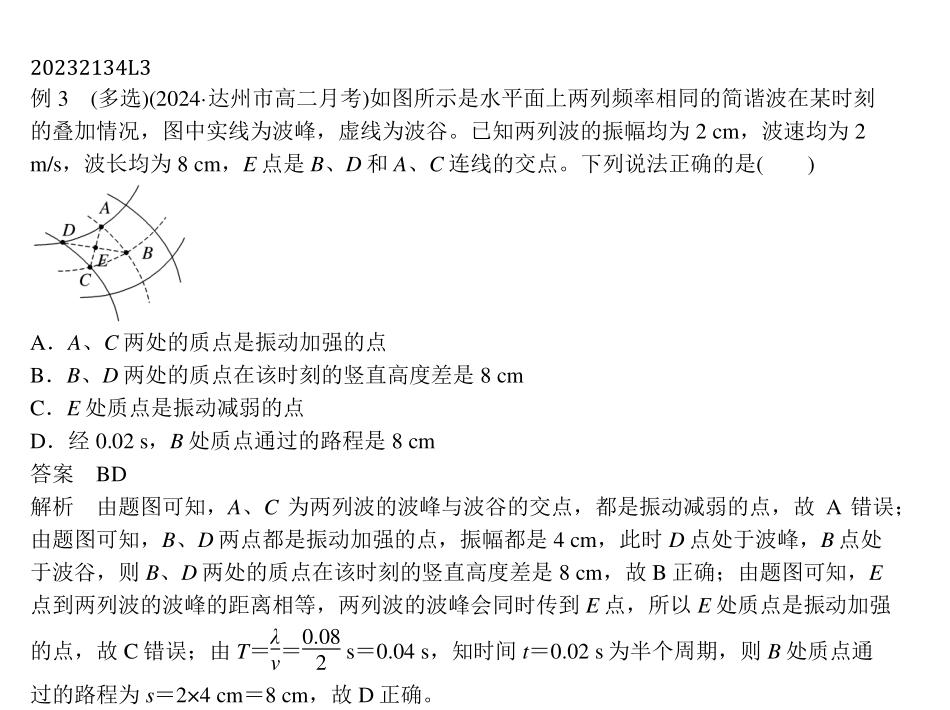 20232134L3
例 3　(多选)(2024·达州市高二月考)如图所示是水平面上两列频率相同的简谐波在某时刻
的叠加情况，图中实线为波峰，虚线为波谷。已知两列波的振幅均为 2 cm，波速均为 2
m/s，波长均为 8 cm，E 点是 B、D 和 A、C 连线的交点。下列说法正确的是(　　)
A
D
B
E
C
A．A、C 两处的质点是振动加强的点
B．B、D 两处的质点在该时刻的竖直高度差是 8 cm
C．E 处质点是振动减弱的点
D．经 0.02 s，B 处质点通过的路程是 8 cm
答案　BD
解析　由题图可知，A、C 为两列波的波峰与波谷的交点，都是振动减弱的点，故 A 错误；
由题图可知，B、D 两点都是振动加强的点，振幅都是 4 cm，此时 D 点处于波峰，B 点处
于波谷，则 B、D 两处的质点在该时刻的竖直高度差是 8 cm，故 B 正确；由题图可知，E
点到两列波的波峰的距离相等，两列波的波峰会同时传到 E 点，所以 E 处质点是振动加强
的点，故 C 错误；由 T＝λ/v＝0.08/2 s＝0.04 s，知时间 t＝0.02 s 为半个周期，则 B 处质点通
过的路程为 s＝2×4 cm＝8 cm，故 D 正确。